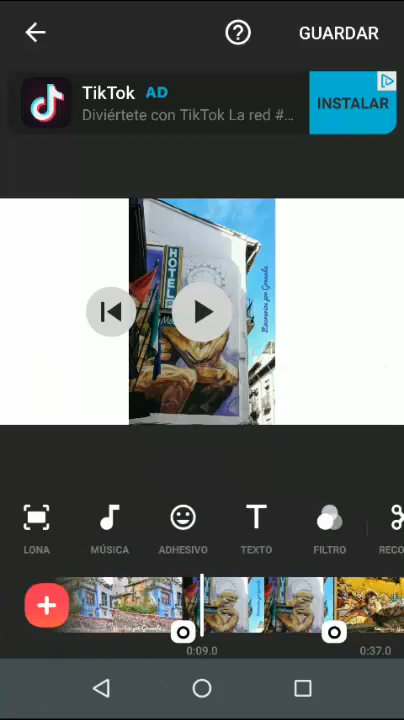 GUARDAR
TikTok AD
Diviértete con TikTok La red #...
INSTALAR
HOTEL
LONA
MÚSICA
ADHESIVO
TEXTO
FILTRO
RECO
0:09.0
0:37.0